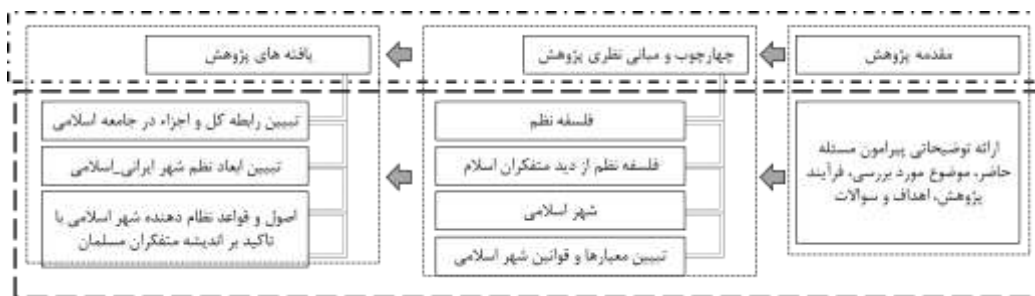 مقدمه پژوهش
ارائه توضیحاتی پیرامون مسئله
حاضر، موضوع مورد بررسی، فرآیند
پژوهش، اهداف و سوالات
چهارچوب و مبانی نظری پژوهش
فلسفه نظم
فلسفه نظم از دید متفکران اسلام
شهر اسلامی
تبیین معیارها و قوانین شهر اسلامی
یافته های پژوهش
تبیین رابطه کل و اجزاء در جامعه اسلامی
تبیین ابعاد نظم شهر ایرانی_اسلامی
اصول و قواعد نظام دهنده شهر اسلامی با
تاکید بر اندیشه متفکران مسلمان